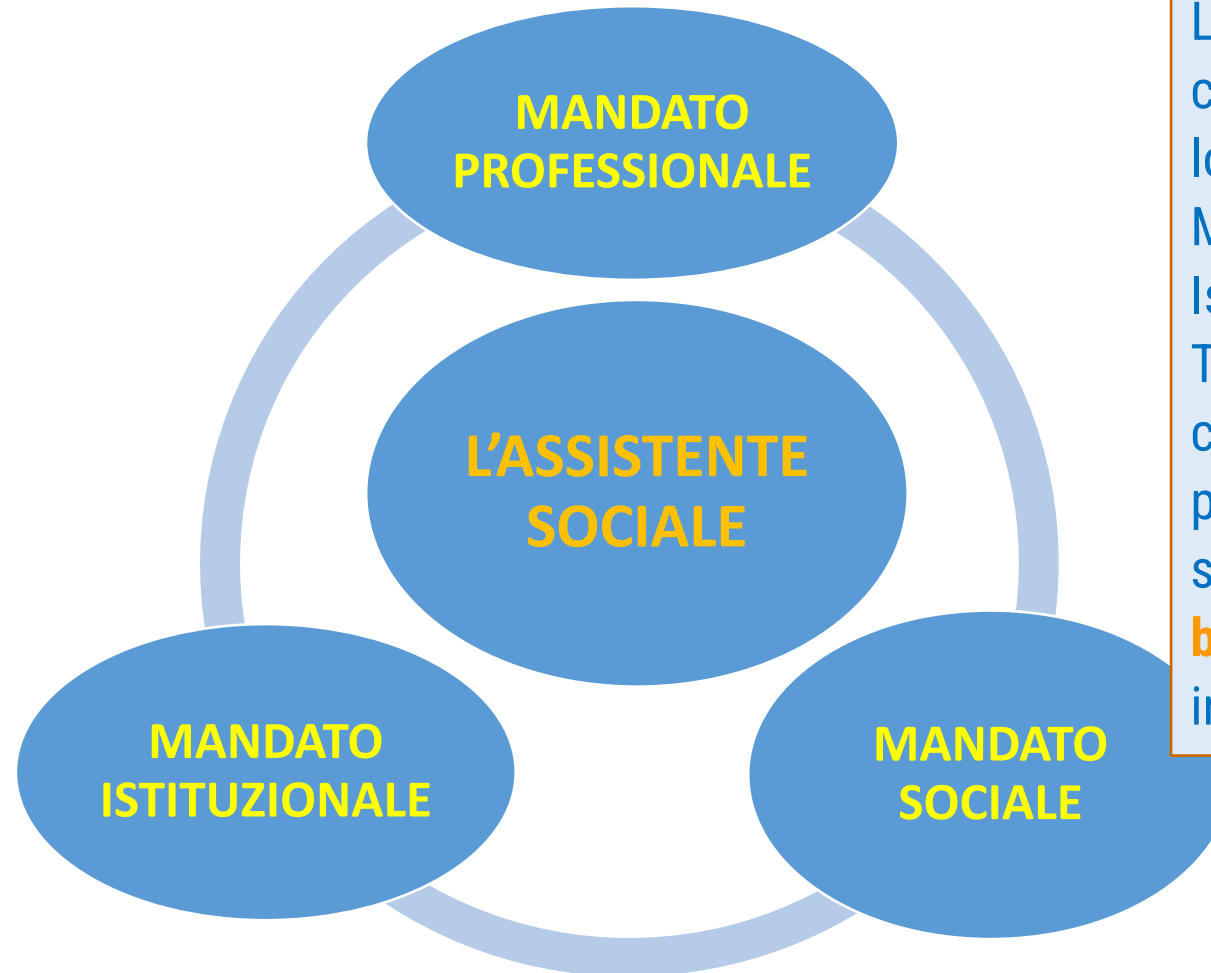 MANDATO
PROFESSIONALE
L'ASSISTENTE
SOCIALE
MANDATO
ISTITUZIONALE
MANDATO
SOCIALE